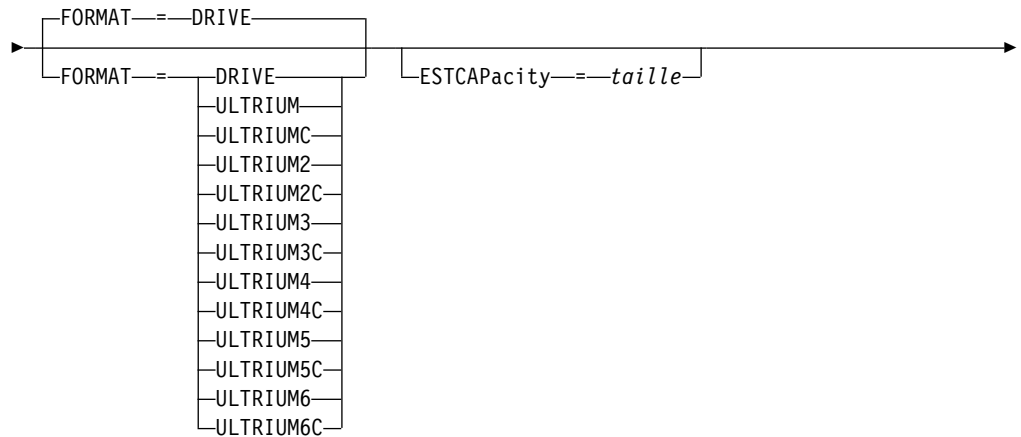 FORMAT = DRIVE
FORMAT = DRIVE ESTCAPacity = taille
ULTRIUM
ULTRIUMC
ULTRIUM2
ULTRIUM2C
ULTRIUM3
ULTRIUM3C
ULTRIUM4
ULTRIUM4C
ULTRIUM5
ULTRIUM5C
ULTRIUM6
ULTRIUM6C